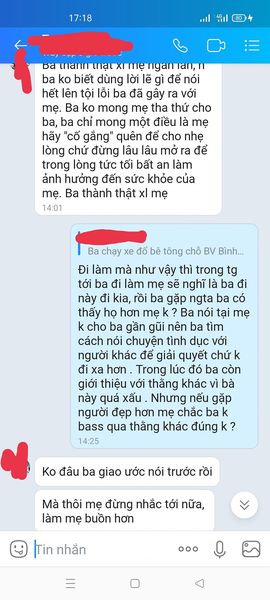 17:18
Ba thành thật xl mẹ ngàn lần, n
ba ko biết dùng lời lẽ gì để nói
hết lên tội lỗi ba đã gây ra với
mẹ. Ba ko mong mẹ tha thứ cho
ba, ba chỉ mong một điều là mẹ
hãy "cố gắng" quên để cho nhẹ
lòng chứ đừng lâu lâu mở ra để
trong lòng tức tối bất an làm
ảnh hưởng đến sức khỏe của
mẹ. Ba thành thật xl mẹ
14:01
Ba chạy xe đổ bê tông chỗ BV Bình...
Đi làm mà như vậy thì trong tg
tới ba đi làm mẹ sẽ nghĩ là ba đi
này đi kia, rồi ba gặp ngta ba có
thấy họ hơn mẹ k ? Ba nói tại mẹ
k cho ba gần gũi nên ba tìm
cách nói chuyện tình dục với
người khác để giải quyết chứ k
đi xa hơn . Trong lúc đó ba còn
giới thiệu với thằng khác vì bà
này quá xấu . Nhưng nếu gặp
người đẹp hơn mẹ chắc ba k
bass qua thằng khác đúng k ?
14:25
Ko đâu ba giao ước nói trước rồi
Mà thôi mẹ đừng nhắc tới nữa,
làm mẹ buồn hơn
Tin nhắn